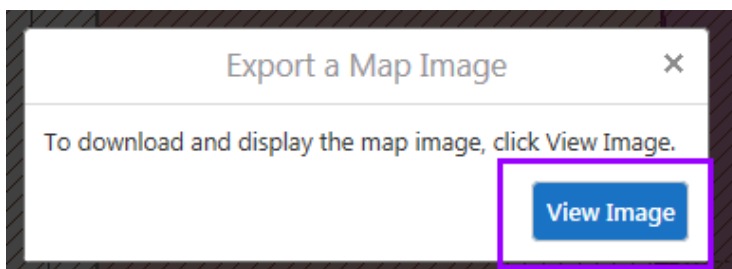 Export a Map Image ×
To download and display the map image, click View Image.
View Image